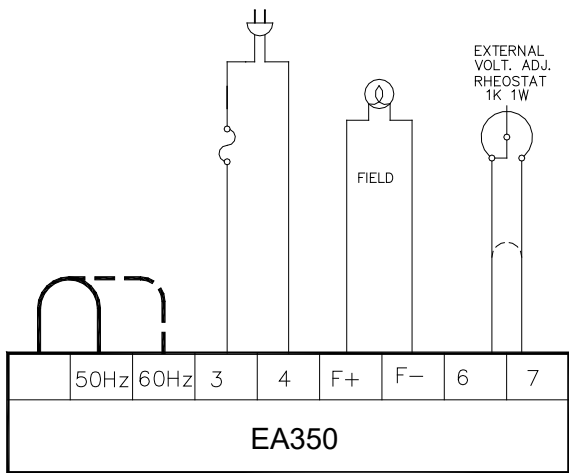 EXTERNAL
VOLT. ADJ.
RHEOSTAT
1K 1W
FIELD
50Hz 60Hz 3 4 F+ F- 6 7
EA350